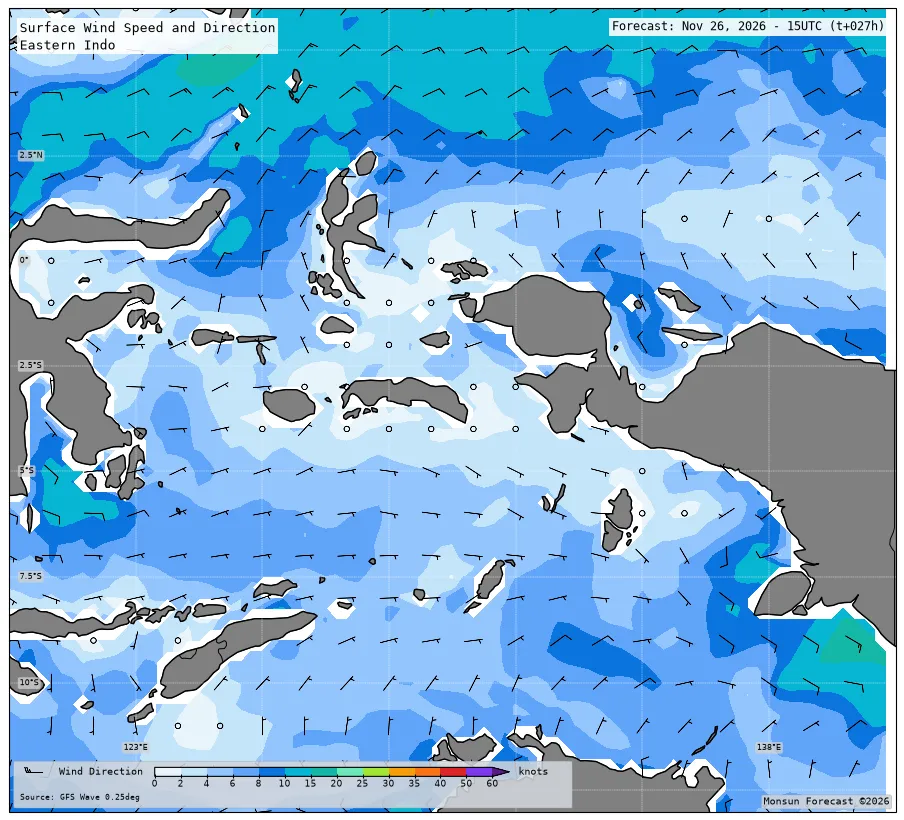 Surface Wind Speed and Direction
Eastern Indo
Forecast: Nov 26, 2026 - 15UTC (t+027h)
2.5°N
0°
2.5°S
5°S
7.5°S
10°S
123°E
138°E
Wind Direction
0 2 4 6 8 10 15 20 25 30 35 40 50 60
knots
Source: GFS Wave 0.25deg
Monsun Forecast ©2026